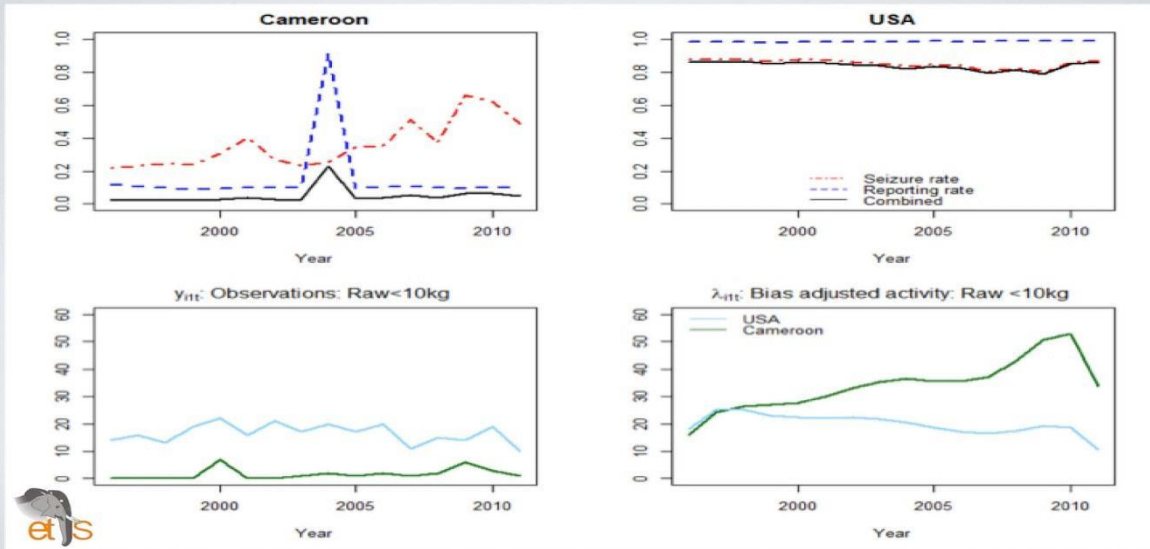 Cameroon
0.0 0.2 0.4 0.6 0.8 1.0
2000 2005 2010
Year
USA
0.0 0.2 0.4 0.6 0.8 1.0
Seizure rate
Reporting rate
Combined
2000 2005 2010
Year
yᵢ₁ₜ: Observations: Raw<10kg
0 10 20 30 40 50 60
2000 2005 2010
Year
λᵢ₁ₜ: Bias adjusted activity: Raw <10kg
USA
Cameroon
0 10 20 30 40 50 60
2000 2005 2010
Year
etis